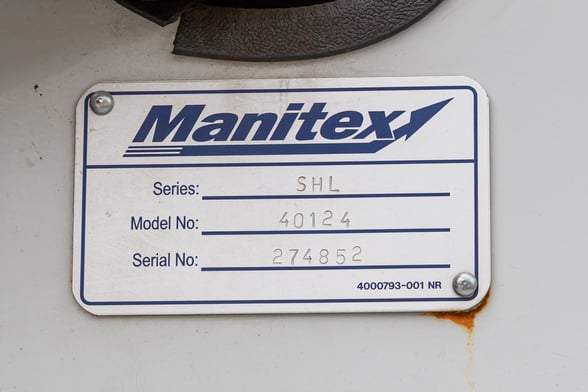 Manitex
Series: SHL
Model No: 40124
Serial No: 274852
4000793-001 NR